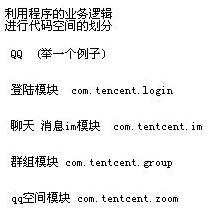 利用程序的业务逻辑
进行代码空间的划分
QQ (举一个例子)
登陆模块 com.tencent.login
聊天 消息im模块 com.tentcent.im
群组模块 com.tentcent.group
qq空间模块 com.tentcent.zoom